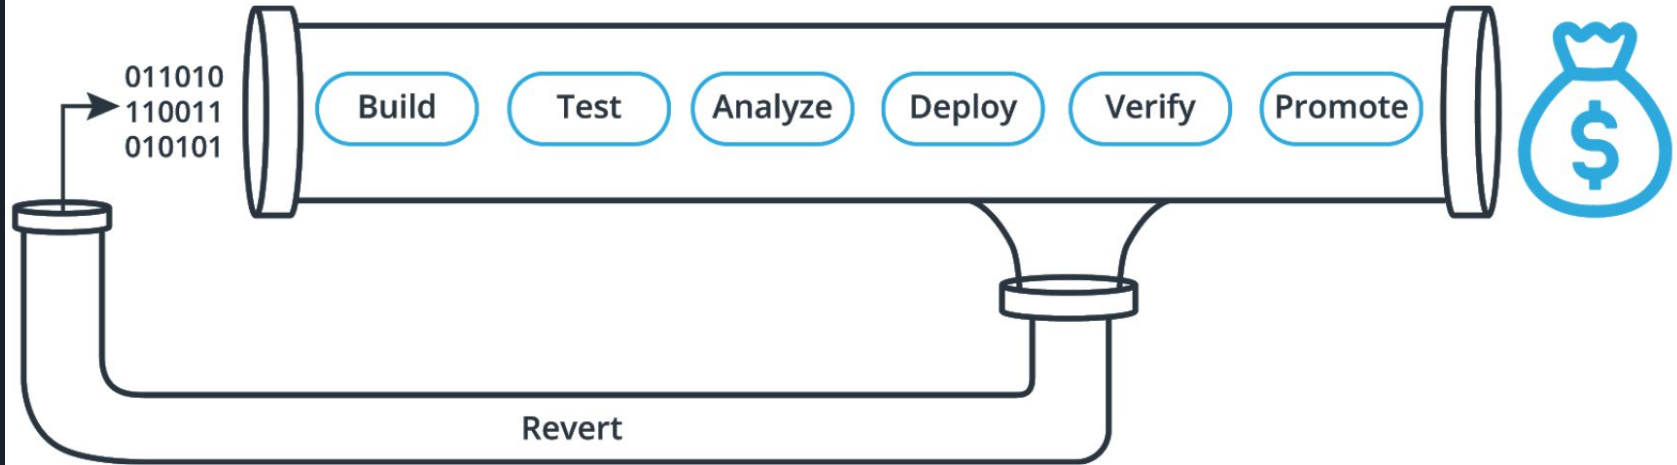 011010
110011
010101
Build
Test
Analyze
Deploy
Verify
Promote
$
Revert